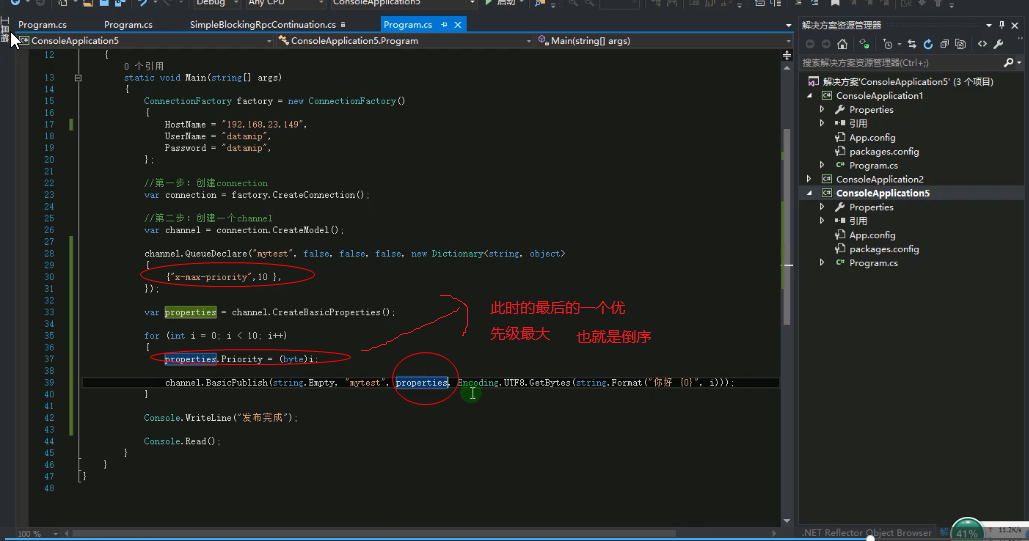 Debug
Any CPU
ConsoleApplication5
启动
Program.cs
Program.cs
SimpleBlockingRpcContinuation.cs
Program.cs
ConsoleApplication5
ConsoleApplication5.Program
Main(string[] args)
12 {
0 个引用
13 static void Main(string[] args)
14 {
15 ConnectionFactory factory = new ConnectionFactory()
16 {
17 HostName = "192.168.23.149",
18 UserName = "datamip",
19 Password = "datamip",
20 };
21
22 //第一步：创建connection
23 var connection = factory.CreateConnection();
24
25 //第二步：创建一个channel
26 var channel = connection.CreateModel();
27
28 channel.QueueDeclare("mytest", false, false, false, new Dictionary<string, object>
29 {
30 {"x-max-priority",10 },
31 });
32
33 var properties = channel.CreateBasicProperties();
34
35 for (int i = 0; i < 10; i++)
36 {
37 properties.Priority = (byte)i;
38
39 channel.BasicPublish(string.Empty, "mytest", properties, Encoding.UTF8.GetBytes(string.Format("你好 {0}", i)));
40 }
41
42 Console.WriteLine("发布完成");
43
44 Console.Read();
45 }
46 }
47 }
48
此时的最后的一个优
先级最大 也就是倒序
100 %
解决方案资源管理器
搜索解决方案资源管理器(Ctrl+;)
解决方案'ConsoleApplication5' (3 个项目)
ConsoleApplication1
Properties
引用
App.config
packages.config
Program.cs
ConsoleApplication2
ConsoleApplication5
Properties
引用
App.config
packages.config
Program.cs
.NET Reflector Object Browser
41%